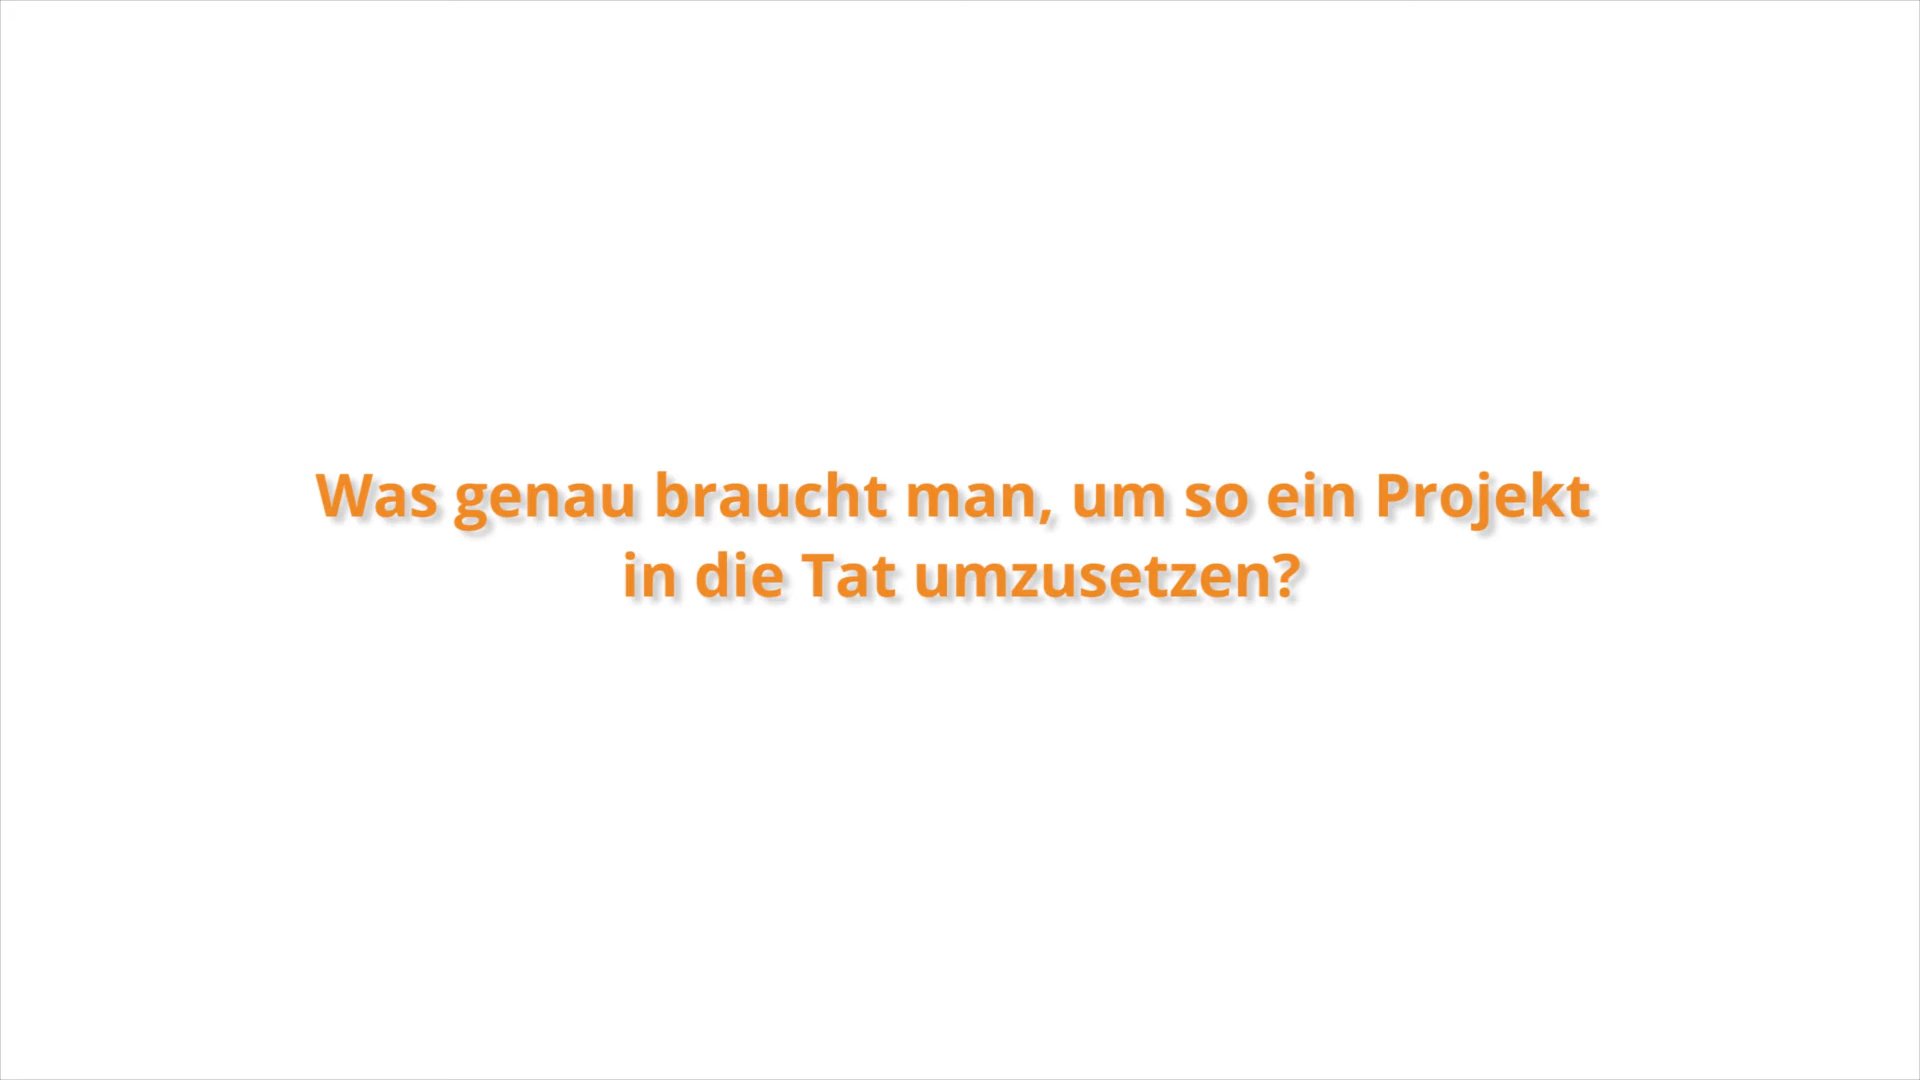 Was genau braucht man, um so ein Projekt
in die Tat umzusetzen?